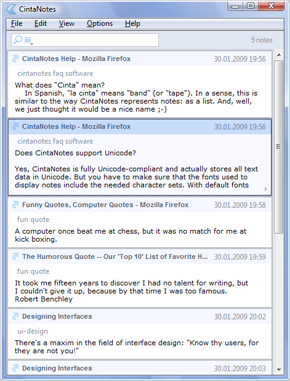 CintaNotes
File Edit View Options Help
9 notes
CintaNotes Help - Mozilla Firefox 30.01.2009 19:56
cintanotes faq software
What does "Cinta" mean?
In Spanish, "la cinta" means "band" (or "tape"). In a sense, this is
similar to the way CintaNotes represents notes: as a list. And, well,
we just thought it would be a nice name ;-)
CintaNotes Help - Mozilla Firefox 30.01.2009 19:56
cintanotes faq software
Does CintaNotes support Unicode?
Yes, CintaNotes is fully Unicode-compliant and actually stores all text
data in Unicode. But you have to make sure that the fonts used to
display notes include the needed character sets. With default fonts
Funny Quotes, Computer Quotes - Mozilla Firefox 30.01.2009 19:58
fun quote
A computer once beat me at chess, but it was no match for me at
kick boxing.
The Humorous Quote -- Our 'Top 10' List of Favorite H... 30.01.2009 19:59
fun quote
It took me fifteen years to discover I had no talent for writing, but
I couldn't give it up, because by that time I was too famous.
Robert Benchley
Designing Interfaces 30.01.2009 20:02
ui-design
There's a maxim in the field of interface design: "Know thy users, for
they are not you!"
Designing Interfaces 30.01.2009 20:03